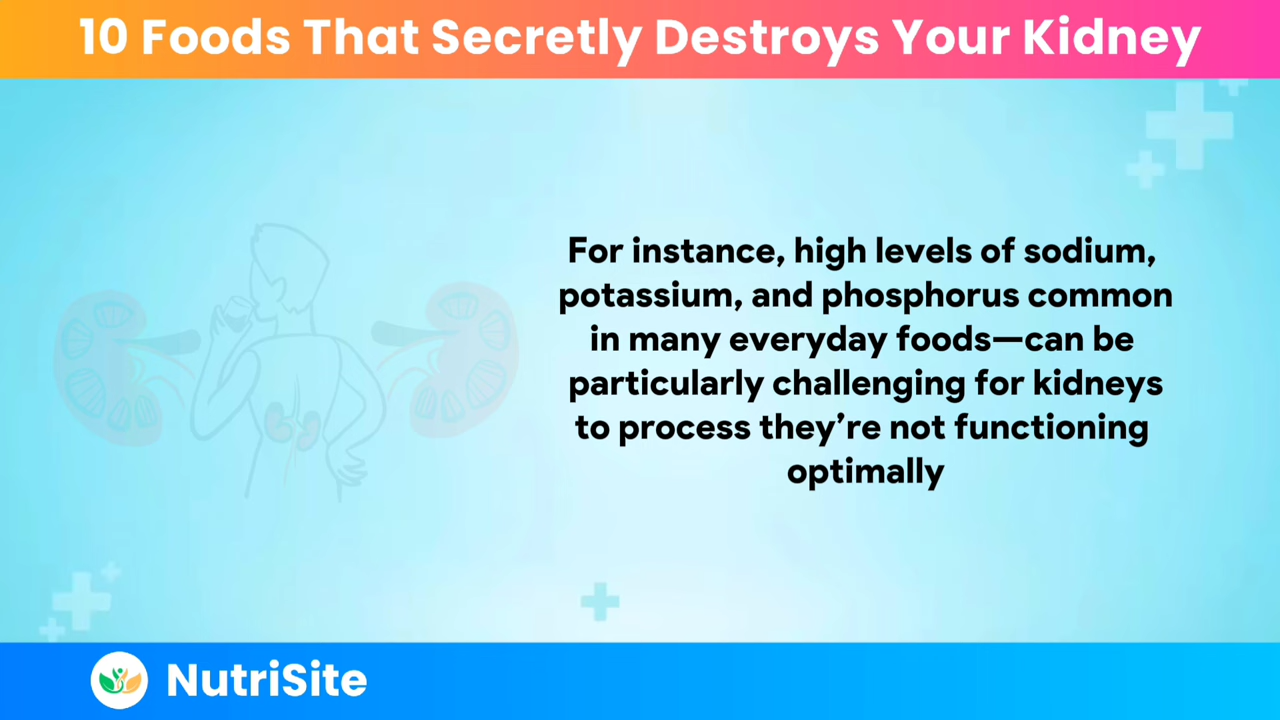 10 Foods That Secretly Destroys Your Kidney
For instance, high levels of sodium,
potassium, and phosphorus common
in many everyday foods—can be
particularly challenging for kidneys
to process they’re not functioning
optimally
NutriSite